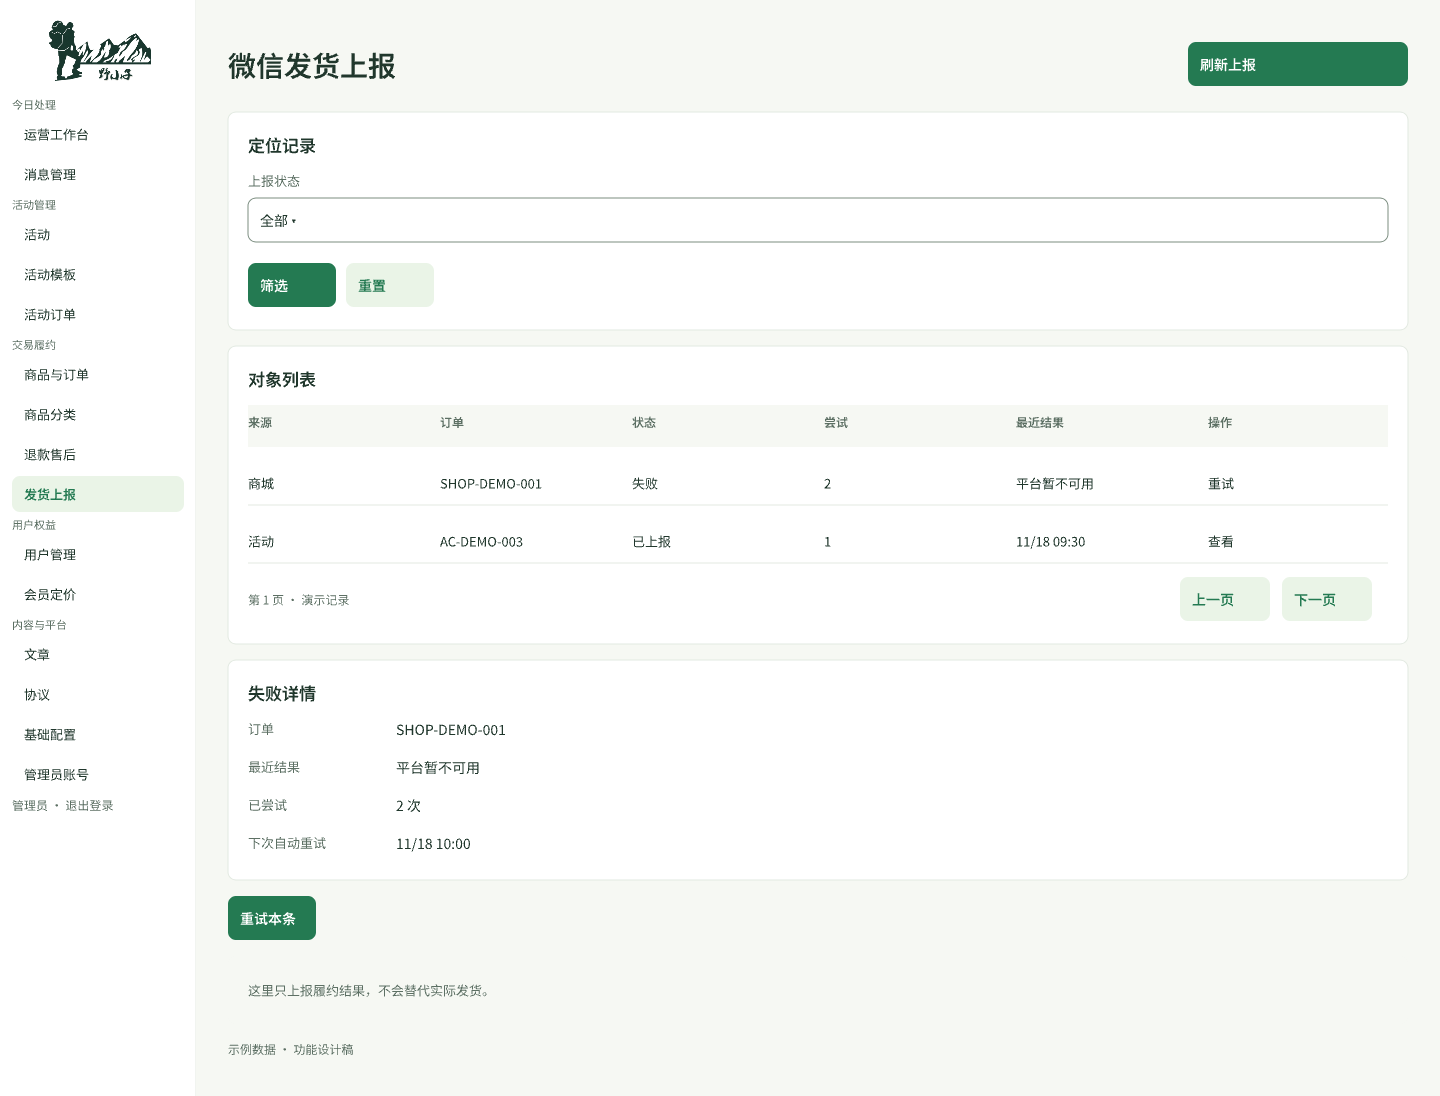 野小子
今日处理
运营工作台
消息管理
活动管理
活动
活动模板
活动订单
交易履约
商品与订单
商品分类
退款售后
发货上报
用户权益
用户管理
会员定价
内容与平台
文章
协议
基础配置
管理员账号
管理员 · 退出登录
微信发货上报
刷新上报
定位记录
上报状态
全部
筛选 重置
对象列表
来源 订单 状态 尝试 最近结果 操作
商城 SHOP-DEMO-001 失败 2 平台暂不可用 重试
活动 AC-DEMO-003 已上报 1 11/18 09:30 查看
第 1 页 · 演示记录 上一页 下一页
失败详情
订单 SHOP-DEMO-001
最近结果 平台暂不可用
已尝试 2 次
下次自动重试 11/18 10:00
重试本条
这里只上报履约结果，不会替代实际发货。
示例数据 · 功能设计稿